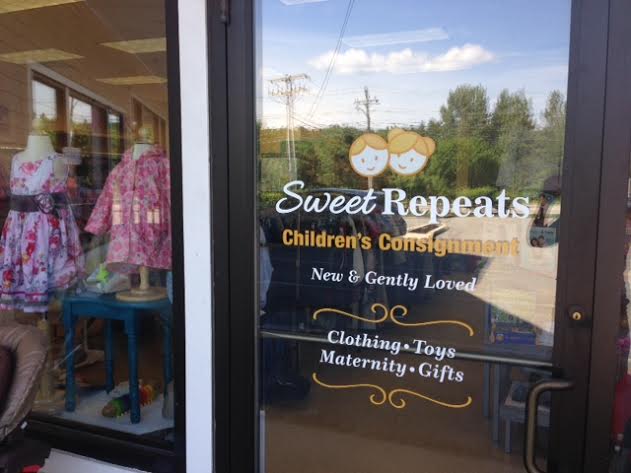 Sweet Repeats
Children's Consignment
New & Gently Loved
Clothing • Toys
Maternity • Gifts